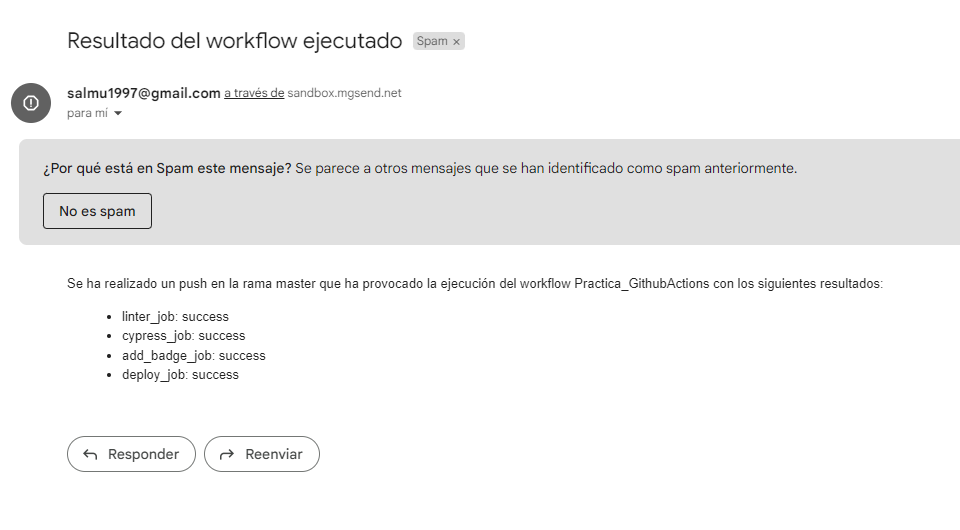 Resultado del workflow ejecutado Spam ×
salmu1997@gmail.com a través de sandbox.mgsend.net
para mí
¿Por qué está en Spam este mensaje? Se parece a otros mensajes que se han identificado como spam anteriormente.
No es spam
Se ha realizado un push en la rama master que ha provocado la ejecución del workflow Practica_GithubActions con los siguientes resultados:
• linter_job: success
• cypress_job: success
• add_badge_job: success
• deploy_job: success
Responder Reenviar